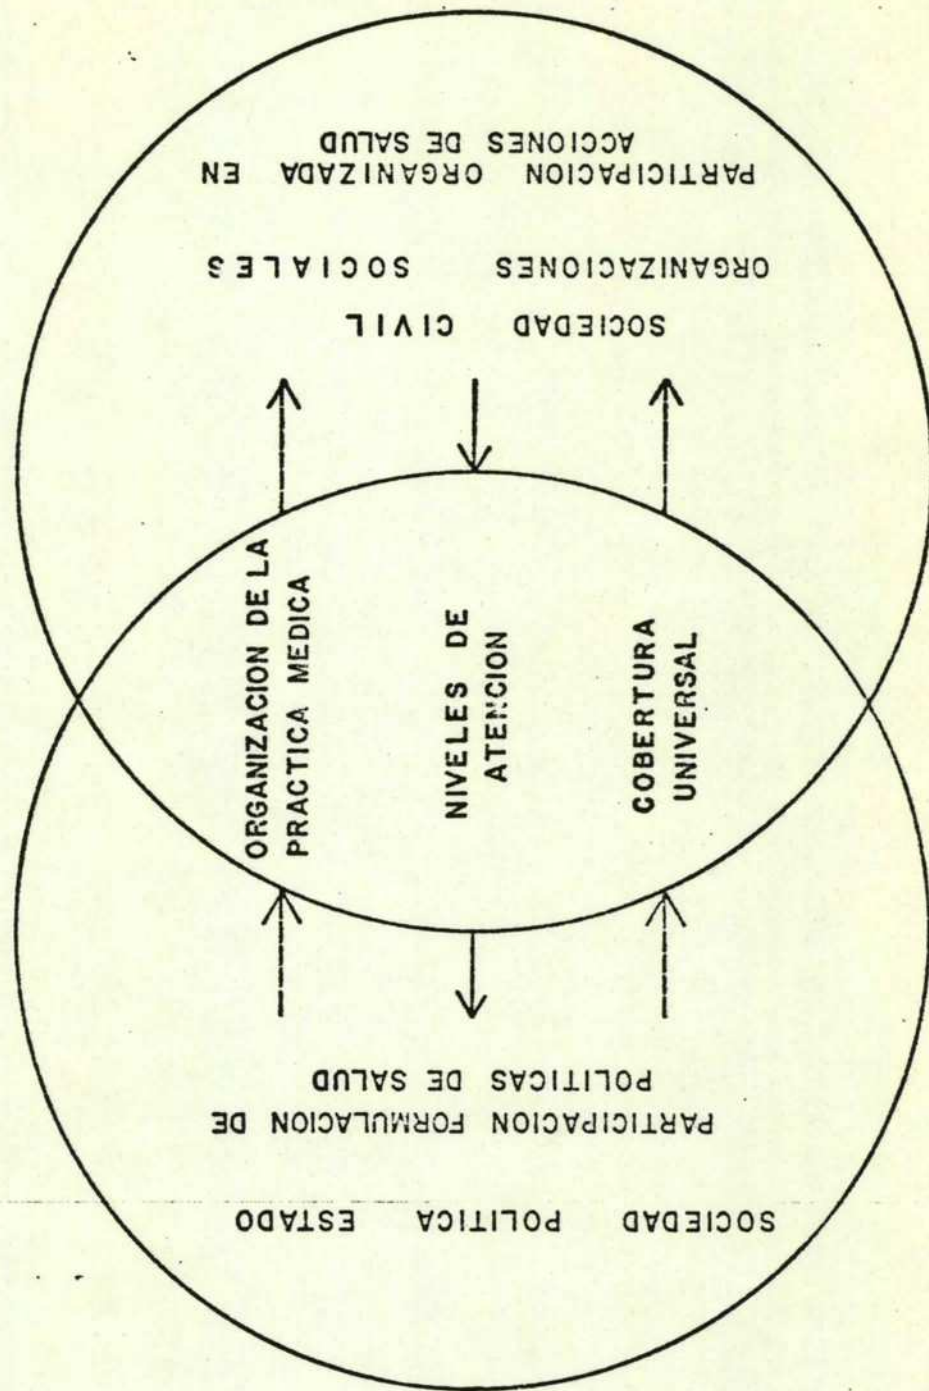 SOCIEDAD POLITICA ESTADO
PARTICIPACION FORMULACION DE
POLITICAS DE SALUD
ORGANIZACION DE LA
PRACTICA MEDICA
NIVELES DE
ATENCION
COBERTURA
UNIVERSAL
SOCIEDAD CIVIL
ORGANIZACIONES SOCIALES
PARTICIPACION ORGANIZADA EN
ACCIONES DE SALUD